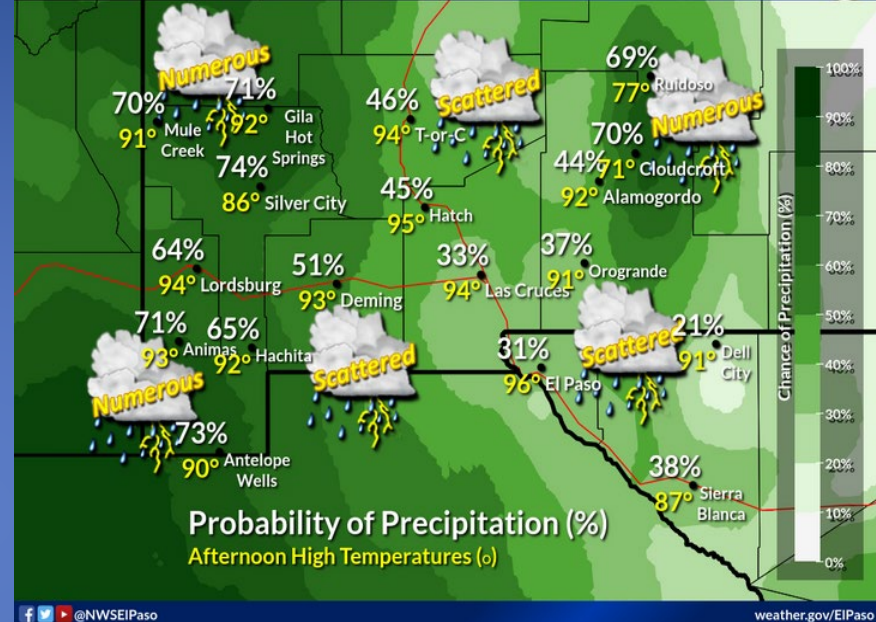 Numerous
70%
91°
Mule
Creek
71%
92°
Gila
Hot
Springs
74%
86° Silver City
46%
94° T-or-C
Scattered
69%
77° Ruidoso
Numerous
70%
71° Cloudcroft
44%
92° Alamogordo
45%
95° Hatch
64%
94° Lordsburg
51%
93° Deming
33%
94° Las Cruces
37%
91° Orogrande
71%
93° Animas
65%
92° Hachita
Numerous
Scattered
Scattered
31%
96° El Paso
21%
91° Dell
City
73%
90° Antelope
Wells
38%
87° Sierra
Blanca
Probability of Precipitation (%)
Afternoon High Temperatures (o)
Chance of Precipitation (%)
100%
90%
80%
70%
60%
50%
40%
30%
20%
10%
0%
@NWSElPaso
weather.gov/ElPaso